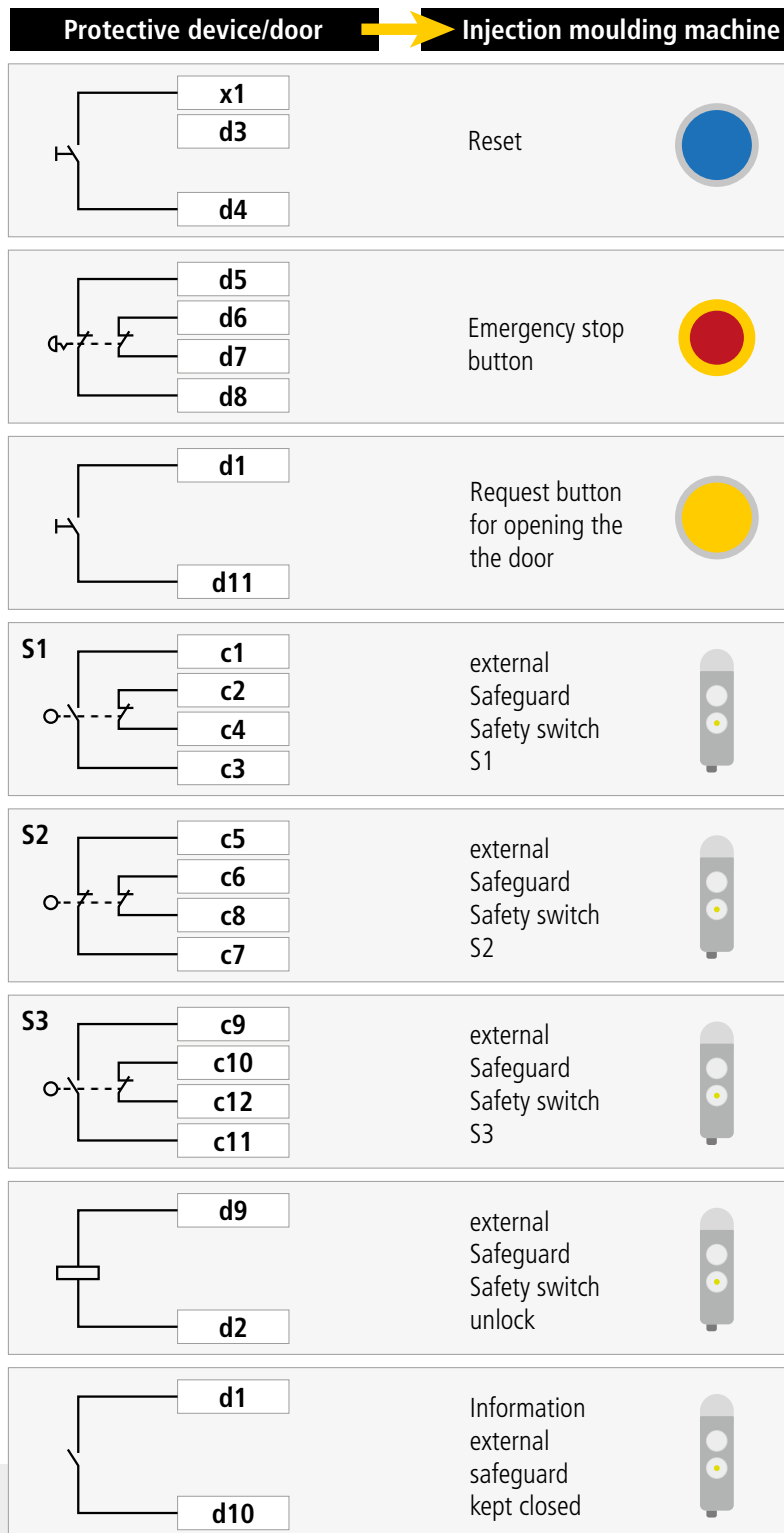 Protective device/door
Injection moulding machine
x1
d3
d4
Reset
d5
d6
d7
d8
Emergency stop
button
d1
d11
Request button
for opening the
the door
S1
c1
c2
c4
c3
external
Safeguard
Safety switch
S1
S2
c5
c6
c8
c7
external
Safeguard
Safety switch
S2
S3
c9
c10
c12
c11
external
Safeguard
Safety switch
S3
d9
d2
external
Safeguard
Safety switch
unlock
d1
d10
Information
external
safeguard
kept closed